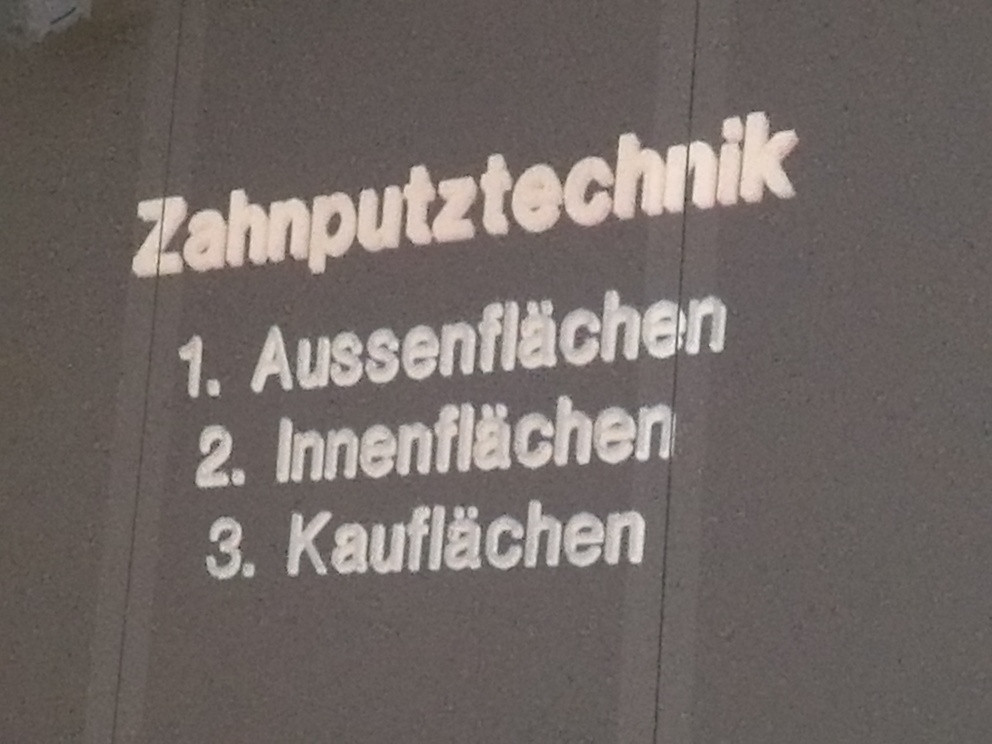 Zahnputztechnik
1. Aussenflächen
2. Innenflächen
3. Kauflächen